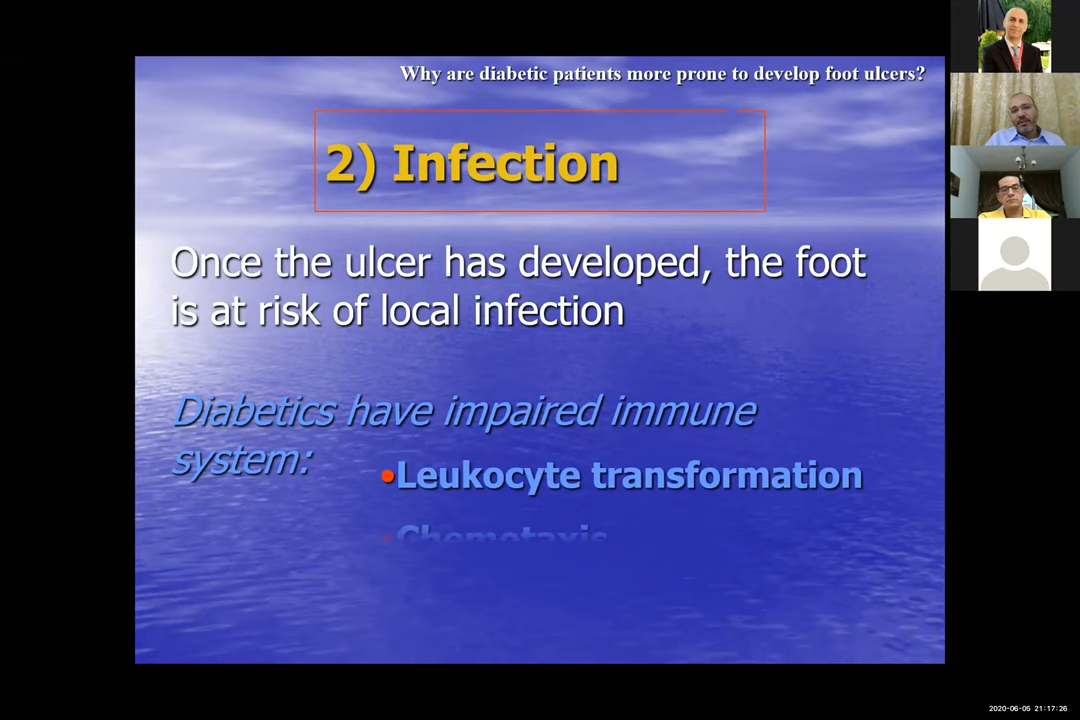 Why are diabetic patients more prone to develop foot ulcers?
2) Infection
Once the ulcer has developed, the foot
is at risk of local infection
Diabetics have impaired immune
system:
•Leukocyte transformation
•Chemotaxis
2020-06-05 21:17:26